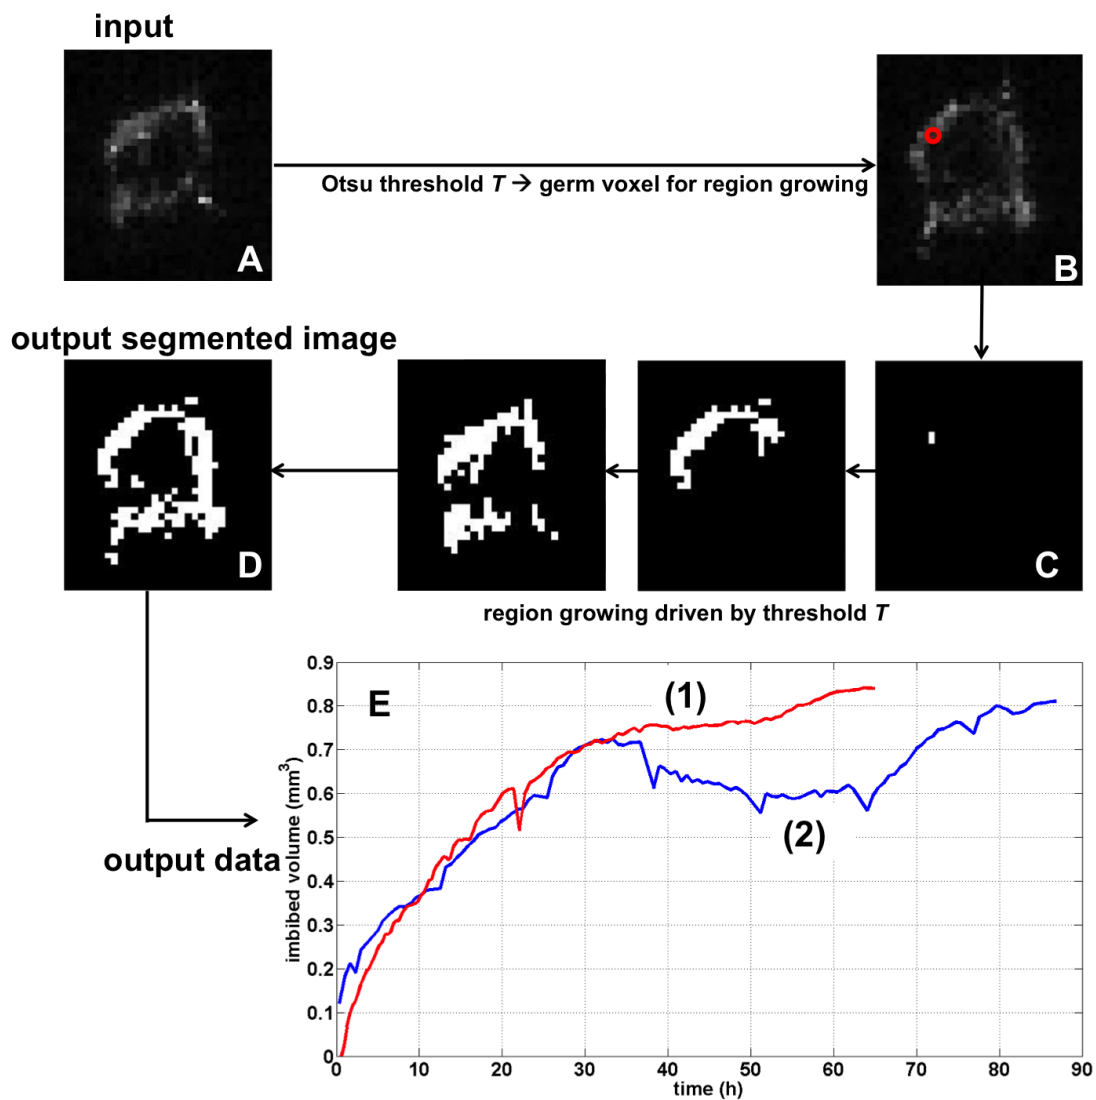 input
A
Otsu threshold T → germ voxel for region growing
B
output segmented image
D
C
region growing driven by threshold T
output data
E
(1)
(2)
imbibed volume (mm³)
0.9
0.8
0.7
0.6
0.5
0.4
0.3
0.2
0.1
0
0 10 20 30 40 50 60 70 80 90
time (h)